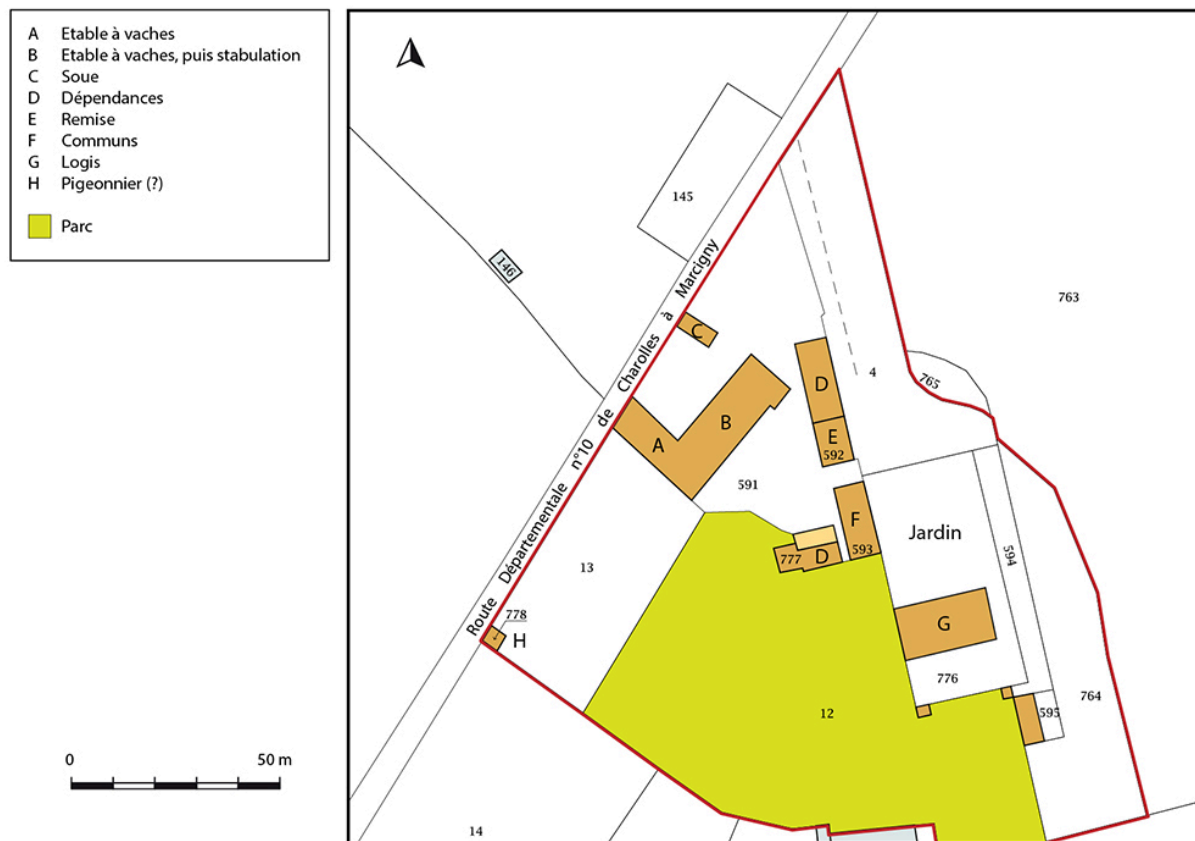 A Etable à vaches
B Etable à vaches, puis stabulation
C Soue
D Dépendances
E Remise
F Communs
G Logis
H Pigeonnier (?)
Parc
0 50 m
145
146
763
Route Départementale n°10 de Charolles à Marcigny
C
D
4
765
A
B
E
592
591
F
593
Jardin
594
13
777
D
778
H
G
776
12
595
764
14